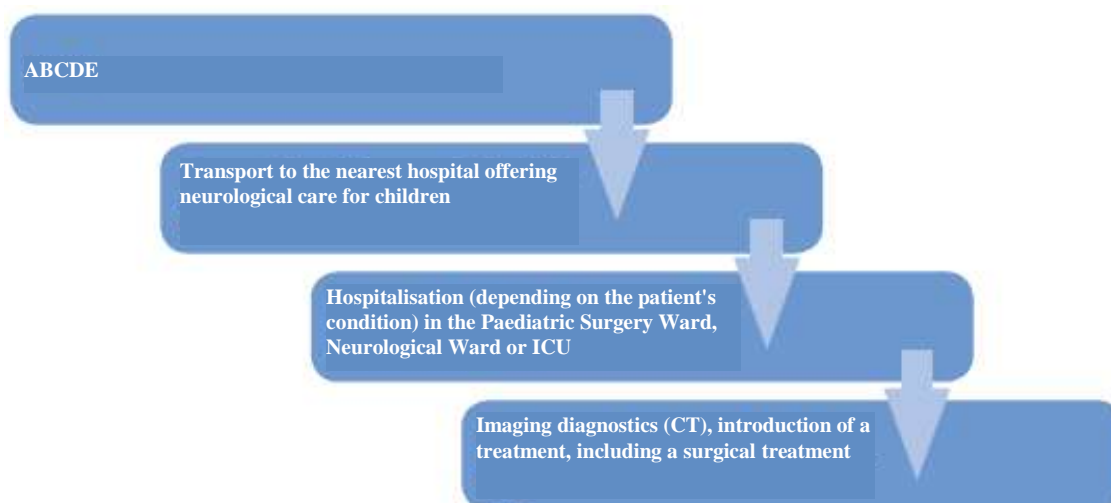 ABCDE
Transport to the nearest hospital offering
neurological care for children
Hospitalisation (depending on the patient's
condition) in the Paediatric Surgery Ward,
Neurological Ward or ICU
Imaging diagnostics (CT), introduction of a
treatment, including a surgical treatment